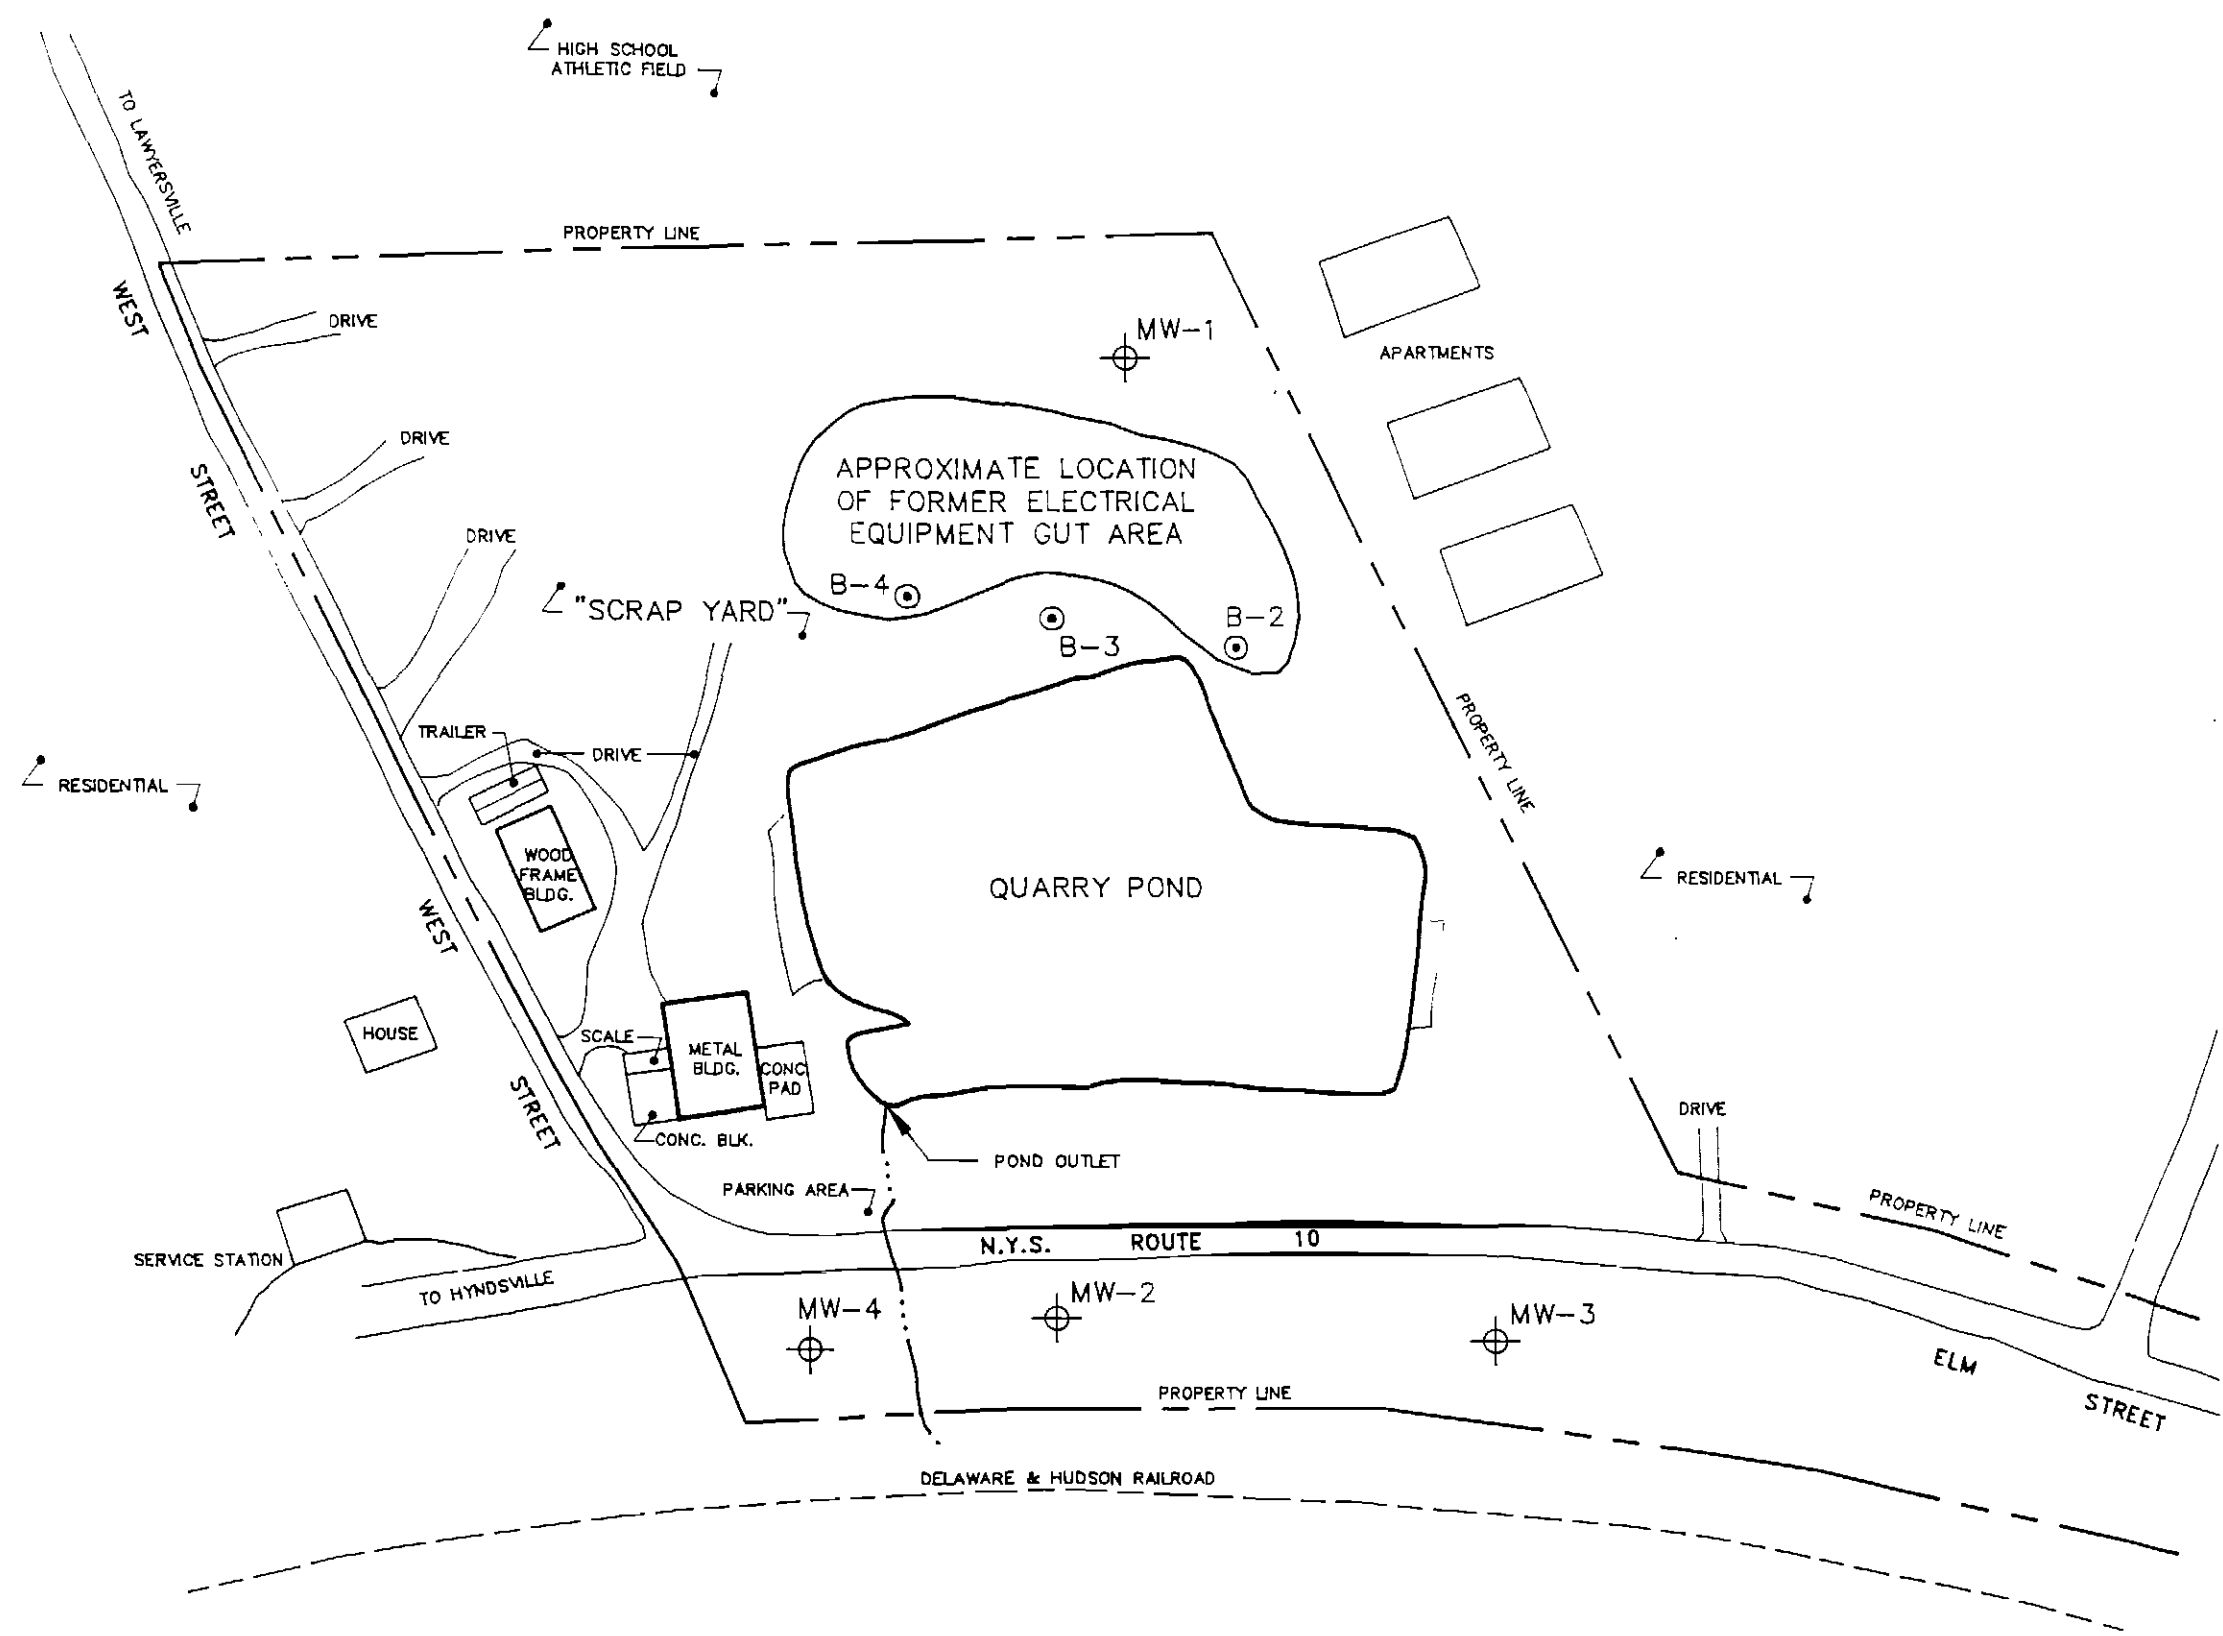 HIGH SCHOOL
ATHLETIC FIELD
TO LAWYERSVILLE
PROPERTY LINE
WEST
DRIVE
MW-1
APARTMENTS
DRIVE
STREET
APPROXIMATE LOCATION
OF FORMER ELECTRICAL
EQUIPMENT GUT AREA
DRIVE
B-4
"SCRAP YARD"
B-2
B-3
PROPERTY LINE
TRAILER
DRIVE
RESIDENTIAL
WOOD
FRAME
BLDG.
QUARRY POND
RESIDENTIAL
WEST
HOUSE
SCALE
METAL
BLDG.
CONC
PAD
STREET
CONC. BLK.
DRIVE
POND OUTLET
PARKING AREA
PROPERTY LINE
SERVICE STATION
N.Y.S. ROUTE 10
TO HYNDSVILLE
MW-4
MW-2
MW-3
ELM
STREET
PROPERTY LINE
DELAWARE & HUDSON RAILROAD